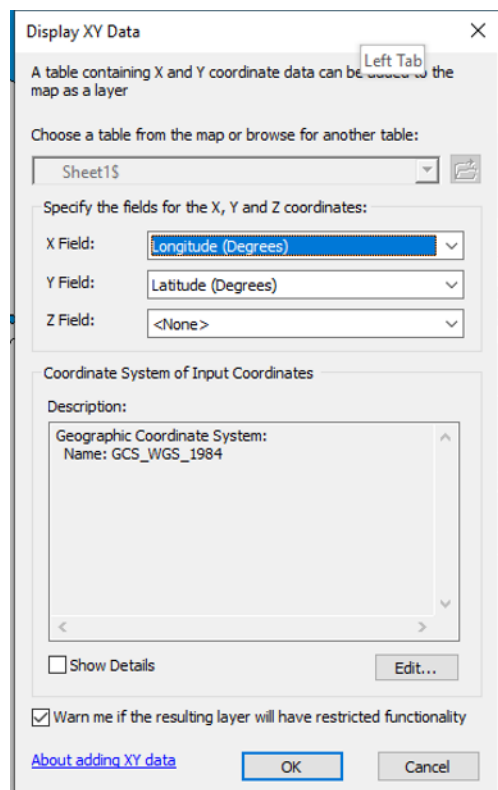 Display XY Data
Left Tab
A table containing X and Y coordinate data can be to the
map as a layer
Choose a table from the map or browse for another table:
Sheet1$
Specify the fields for the X, Y and Z coordinates:
X Field:
Longitude (Degrees)
Y Field:
Latitude (Degrees)
Z Field:
<None>
Coordinate System of Input Coordinates
Description:
Geographic Coordinate System:
Name: GCS_WGS_1984
Show Details
Edit...
Warn me if the resulting layer will have restricted functionality
About adding XY data
OK
Cancel